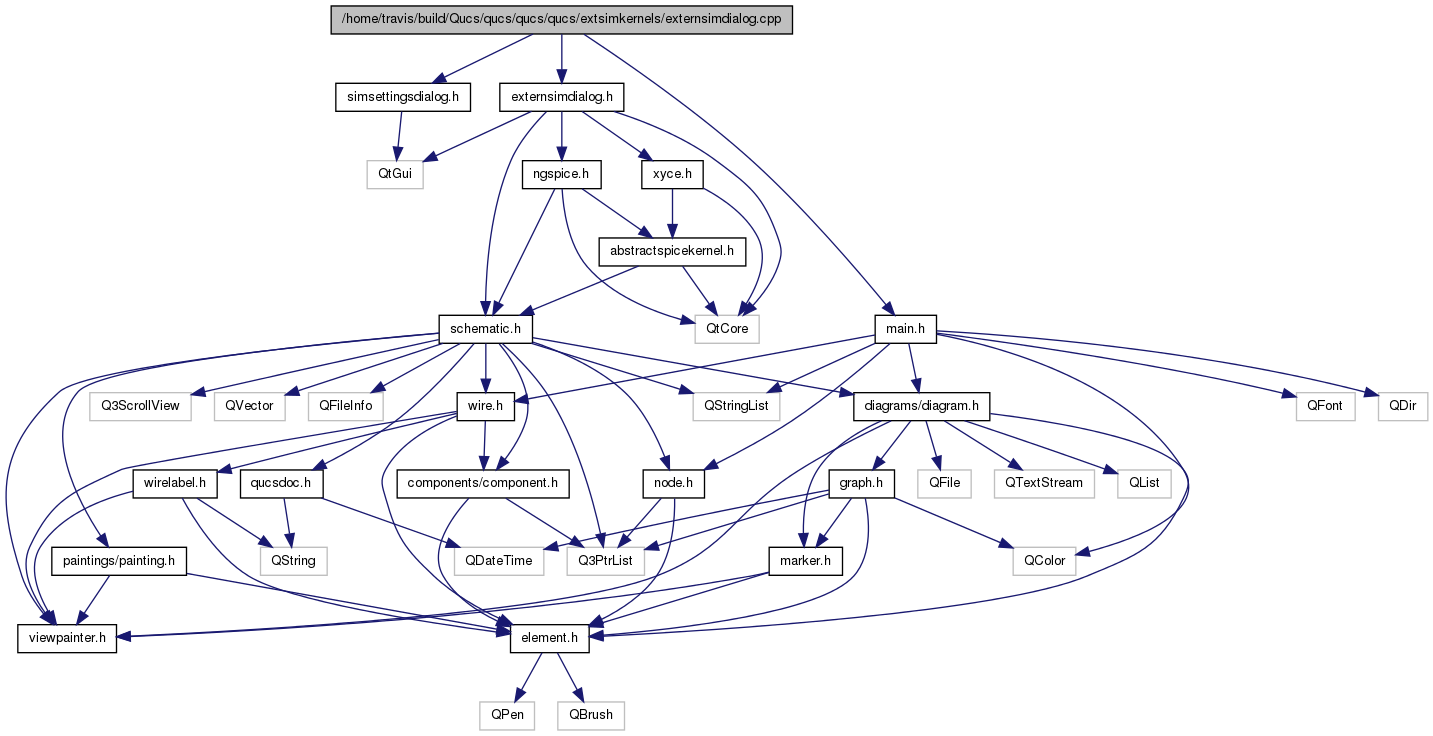 /home/travis/build/Qucs/qucs/qucs/qucs/extsimkernels/externsimdialog.cpp
simsettingsdialog.h
externsimdialog.h
QtGui
ngspice.h
xyce.h
abstractspicekernel.h
schematic.h
QtCore
main.h
Q3ScrollView
QVector
QFileInfo
wire.h
QStringList
diagrams/diagram.h
QFont
QDir
wirelabel.h
qucsdoc.h
components/component.h
node.h
graph.h
QFile
QTextStream
QList
paintings/painting.h
QString
QDateTime
Q3PtrList
marker.h
QColor
viewpainter.h
element.h
QPen
QBrush